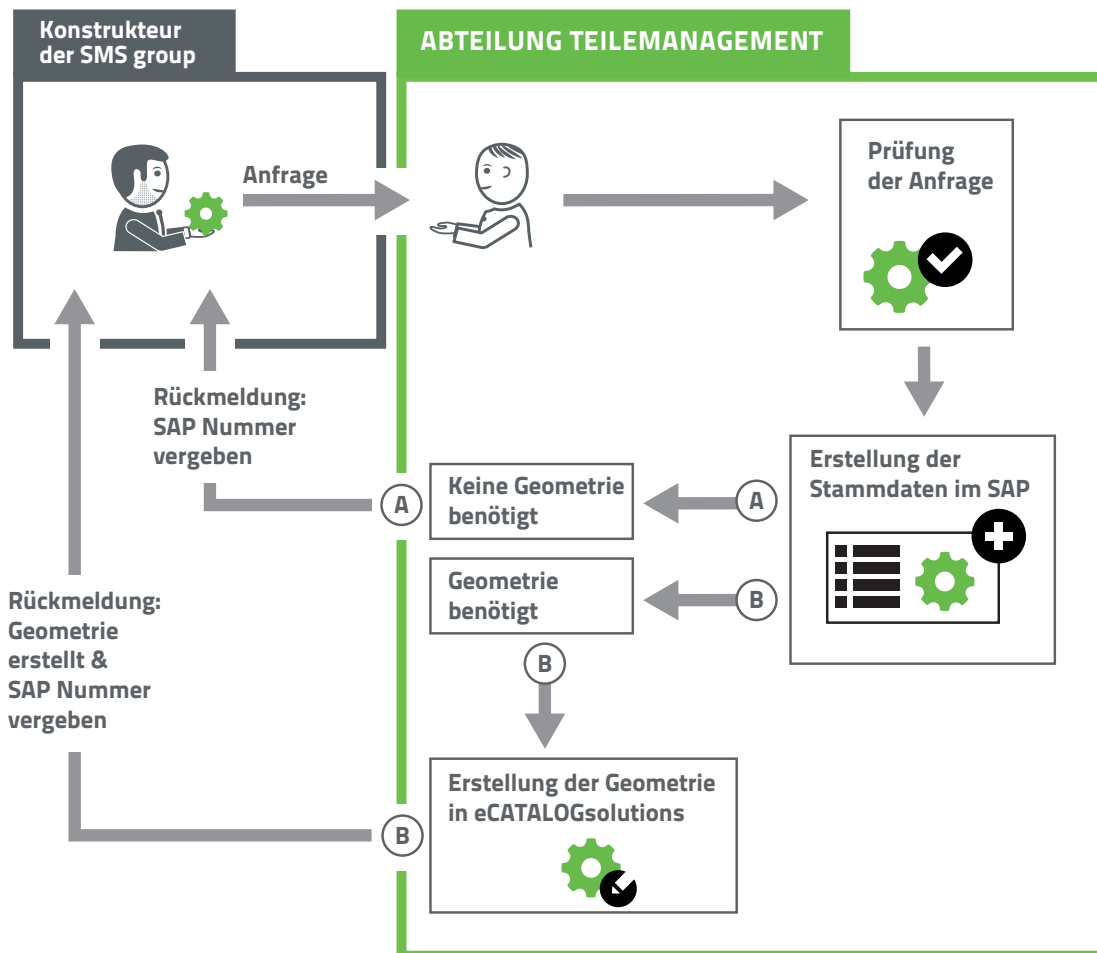 Konstrukteur
der SMS group
ABTEILUNG TEILEMANAGEMENT
Anfrage
Prüfung
der Anfrage
Rückmeldung:
SAP Nummer
vergeben
Erstellung der
Stammdaten im SAP
A
Keine Geometrie
benötigt
A
Geometrie
benötigt
B
B
Rückmeldung:
Geometrie
erstellt &
SAP Nummer
vergeben
Erstellung der Geometrie
in eCATALOGsolutions
B